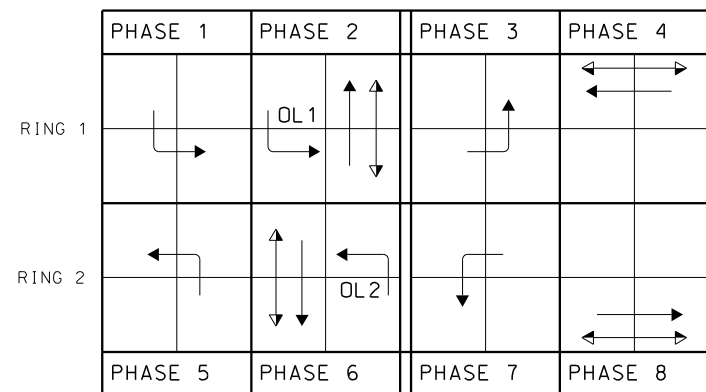 PHASE 1 PHASE 2 PHASE 3 PHASE 4
OL1
RING 1
RING 2
OL2
PHASE 5 PHASE 6 PHASE 7 PHASE 8